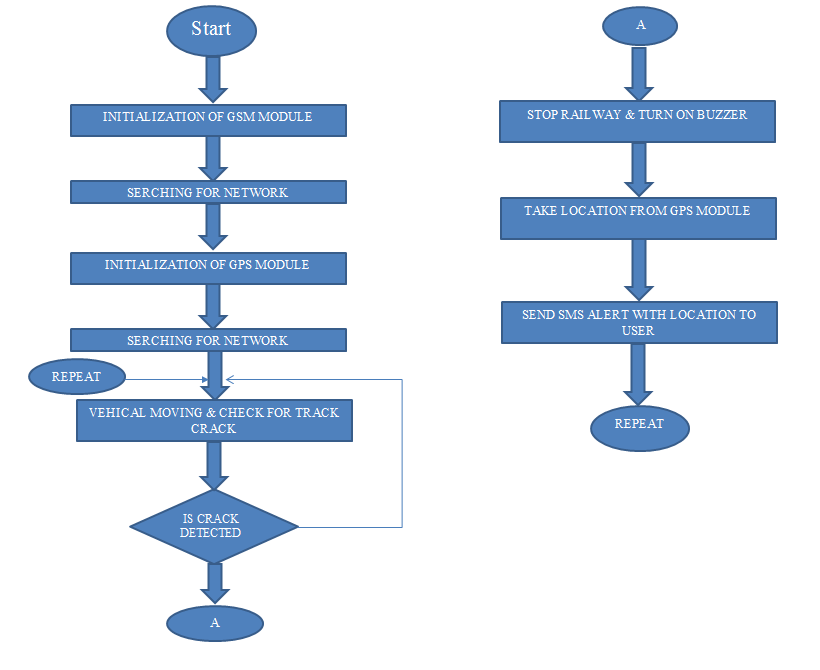 Start
INITIALIZATION OF GSM MODULE
SERCHING FOR NETWORK
INITIALIZATION OF GPS MODULE
SERCHING FOR NETWORK
REPEAT
VEHICAL MOVING & CHECK FOR TRACK
CRACK
IS CRACK
DETECTED
A
A
STOP RAILWAY & TURN ON BUZZER
TAKE LOCATION FROM GPS MODULE
SEND SMS ALERT WITH LOCATION TO
USER
REPEAT